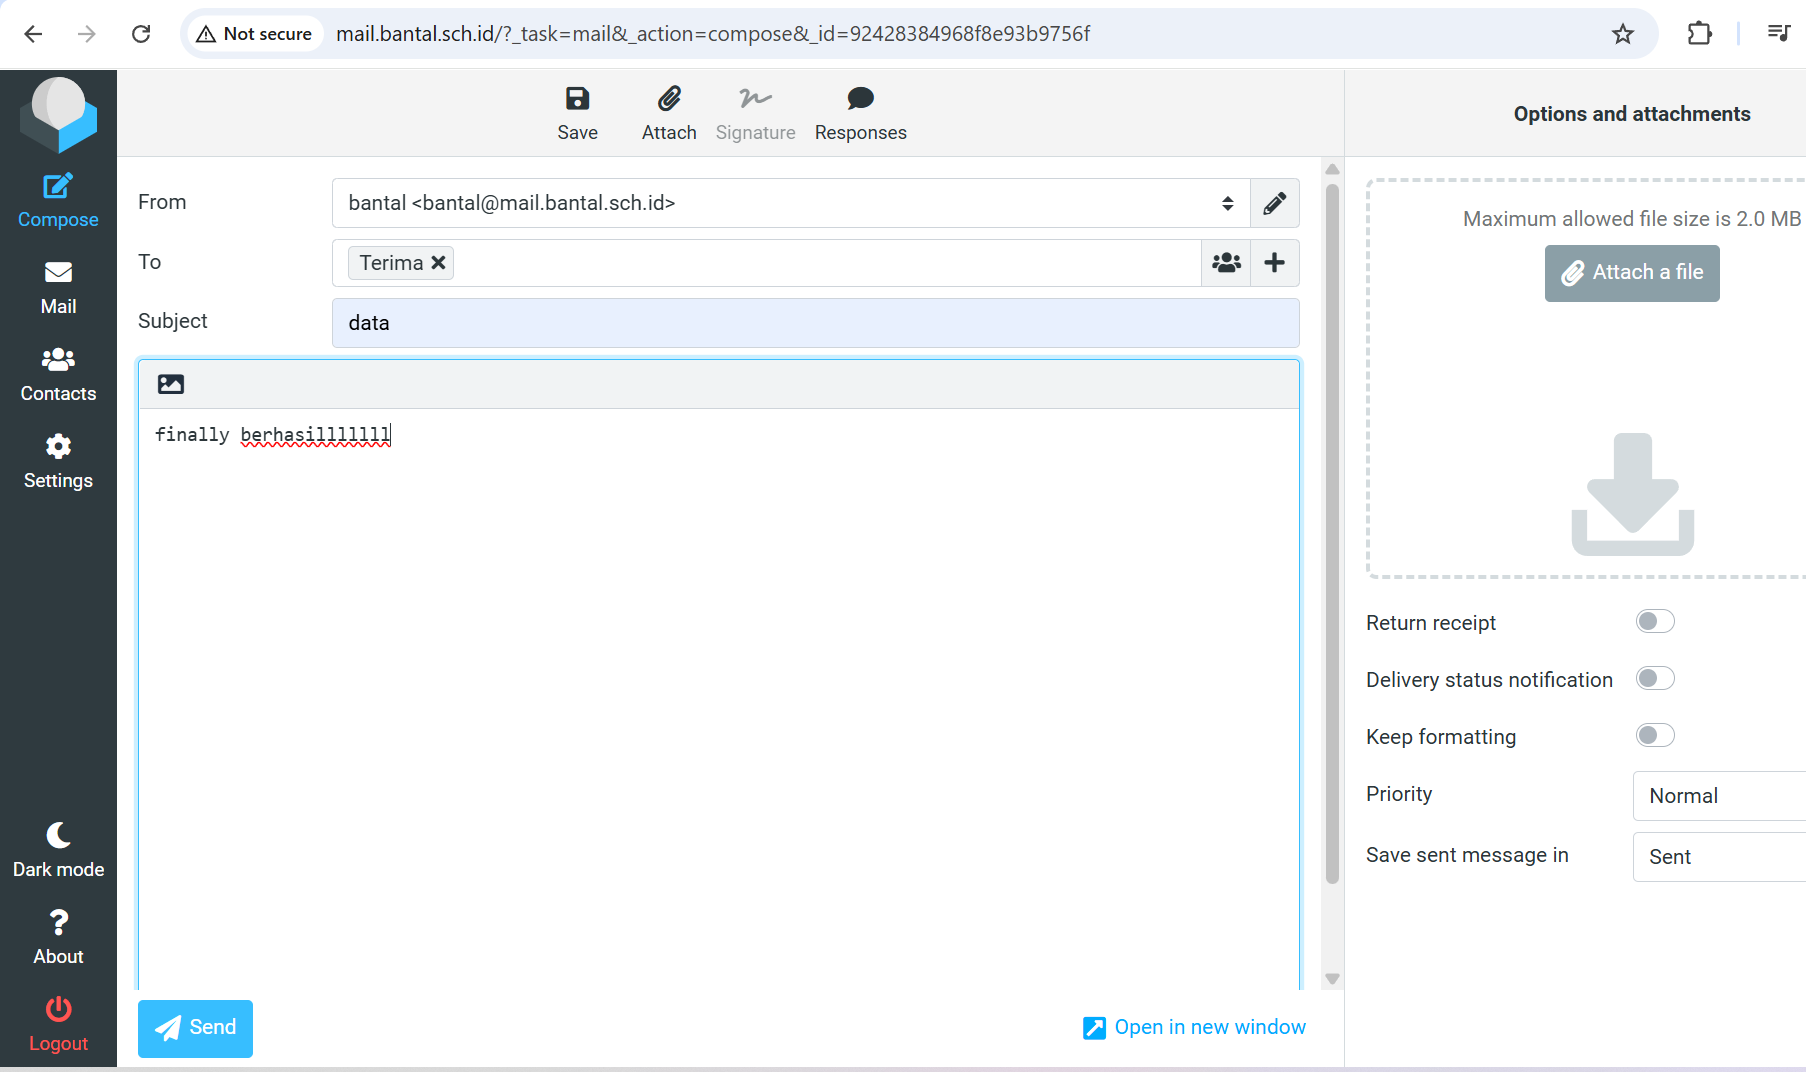 Not secure
mail.bantal.sch.id/?_task=mail&_action=compose&_id=92428384968f8e93b9756f
Compose
Mail
Contacts
Settings
Dark mode
About
Logout
Save
Attach
Signature
Responses
From
bantal <bantal@mail.bantal.sch.id>
To
Terima
Subject
data
finally berhasilllllll
Send
Open in new window
Options and attachments
Maximum allowed file size is 2.0 MB
Attach a file
Return receipt
Delivery status notification
Keep formatting
Priority
Normal
Save sent message in
Sent